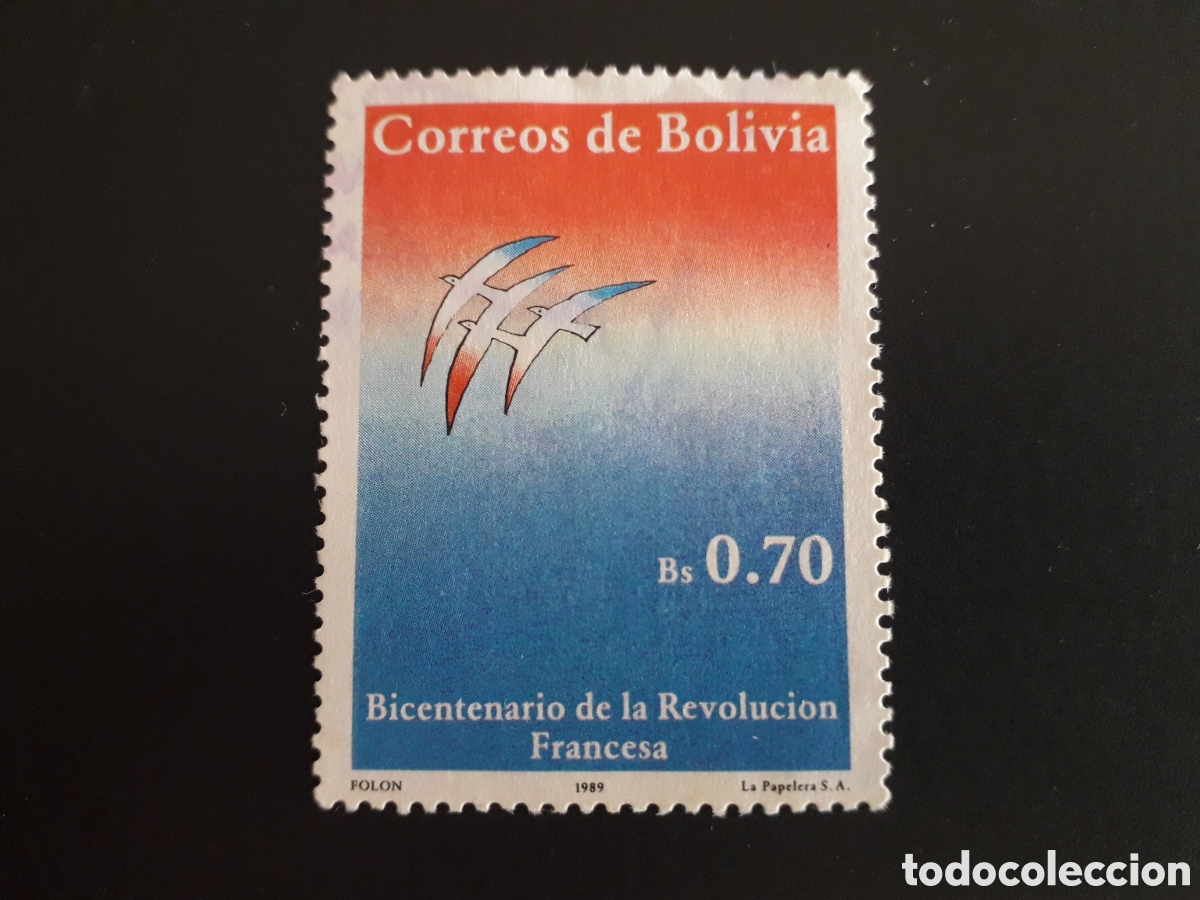 Correos de Bolivia
Bs 0.70
Bicentenario de la Revolucion
Francesa
FOLON 1989 La Papelera S.A.
todocoleccion